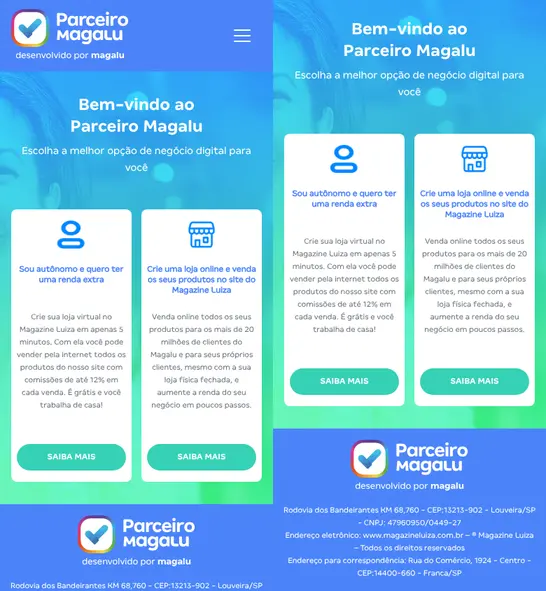 Parceiro
Magalu
desenvolvido por magalu
Bem-vindo ao
Parceiro Magalu
Escolha a melhor opção de negócio digital para
você
Sou autônomo e quero ter
uma renda extra
Crie sua loja virtual no
Magazine Luiza em apenas 5
minutos. Com ela você pode
vender pela internet todos os
produtos do nosso site com
comissões de até 12% em
cada venda. É grátis e você
trabalha de casa!
SAIBA MAIS
Crie uma loja online e venda
os seus produtos no site do
Magazine Luiza
Venda online todos os seus
produtos para os mais de 20
milhões de clientes do
Magalu e para seus próprios
clientes, mesmo com a sua
loja física fechada, e
aumente a renda do seu
negócio em poucos passos.
SAIBA MAIS
Parceiro
Magalu
desenvolvido por magalu
Rodovia dos Bandeirantes KM 68,760 - CEP:13213-902 - Louveira/SP
Bem-vindo ao
Parceiro Magalu
Escolha a melhor opção de negócio digital para
você
Sou autônomo e quero ter
uma renda extra
Crie sua loja virtual no
Magazine Luiza em apenas 5
minutos. Com ela você pode
vender pela internet todos os
produtos do nosso site com
comissões de até 12% em
cada venda. É grátis e você
trabalha de casa!
SAIBA MAIS
Crie uma loja online e venda
os seus produtos no site do
Magazine Luiza
Venda online todos os seus
produtos para os mais de 20
milhões de clientes do
Magalu e para seus próprios
clientes, mesmo com a sua
loja física fechada, e
aumente a renda do seu
negócio em poucos passos.
SAIBA MAIS
Parceiro
Magalu
desenvolvido por magalu
Rodovia dos Bandeirantes KM 68,760 - CEP:13213-902 - Louveira/SP
- CNPJ: 47960950/0449-27
Endereço eletrônico: www.magazineluiza.com.br – ® Magazine Luiza
– Todos os direitos reservados
Endereço para correspondência: Rua do Comércio, 1924 - Centro -
CEP:14400-660 - Franca/SP